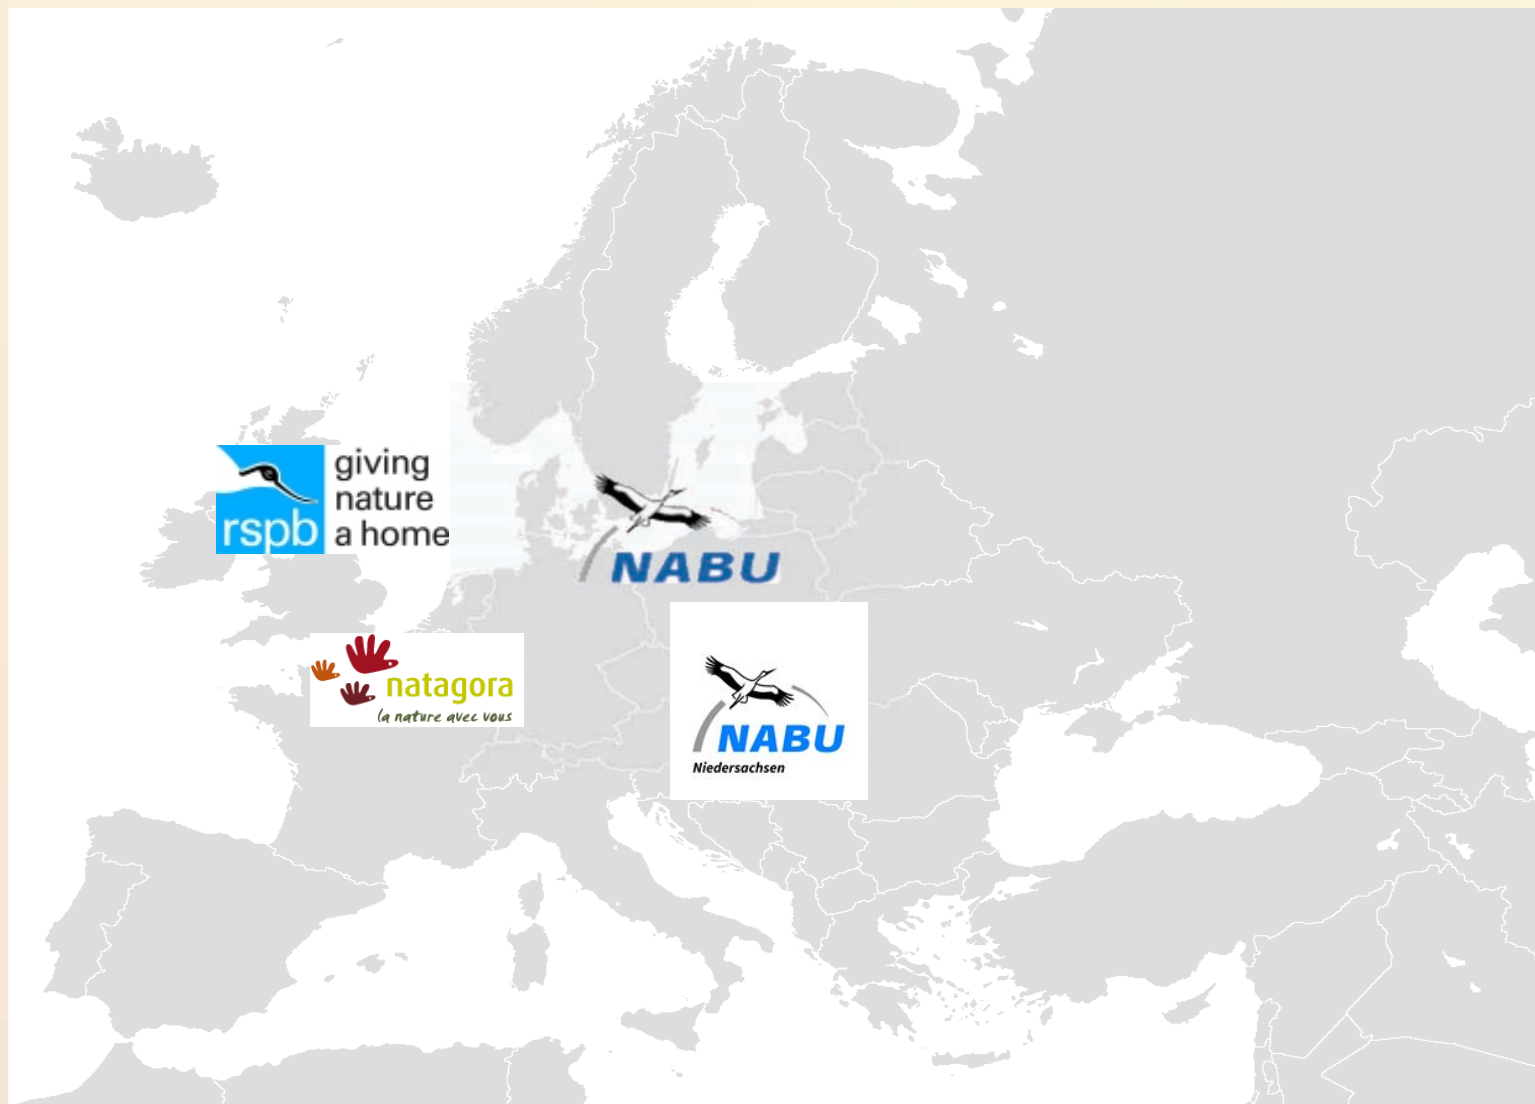 giving
nature
a home
rspb
NABU
natagora
la nature avec vous
NABU
Niedersachsen